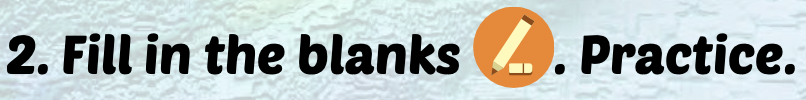 2. Fill in the blanks . Practice.